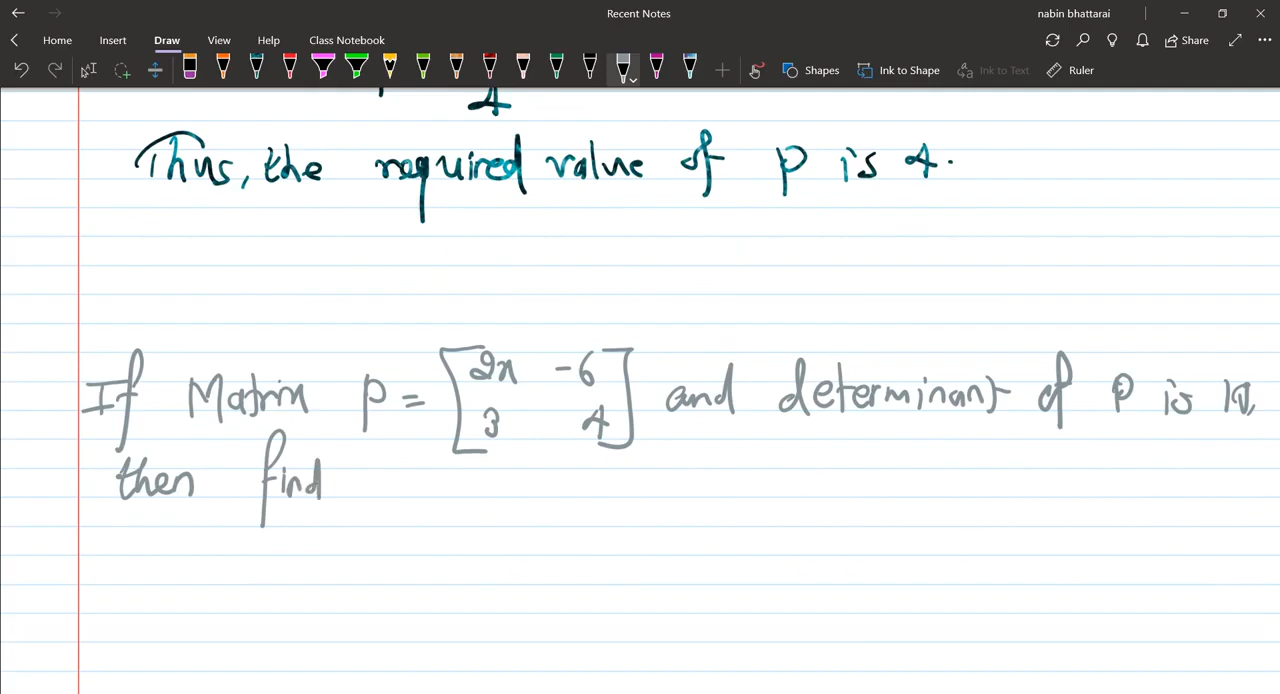 Recent Notes
nabin bhattarai
Home Insert Draw View Help Class Notebook
Share
Shapes Ink to Shape Ink to Text Ruler
4
Thus, the required value of p is 4.
If Matrix P = [2x -6
3 4] and determinant of P is
then find